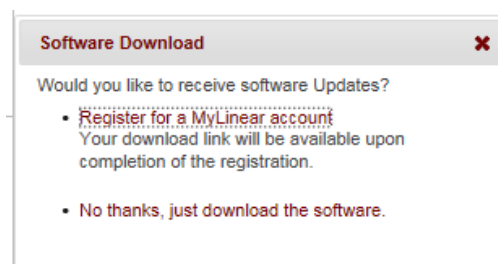 Software Download
Would you like to receive software Updates?
Register for a MyLinear account
Your download link will be available upon
completion of the registration.
No thanks, just download the software.